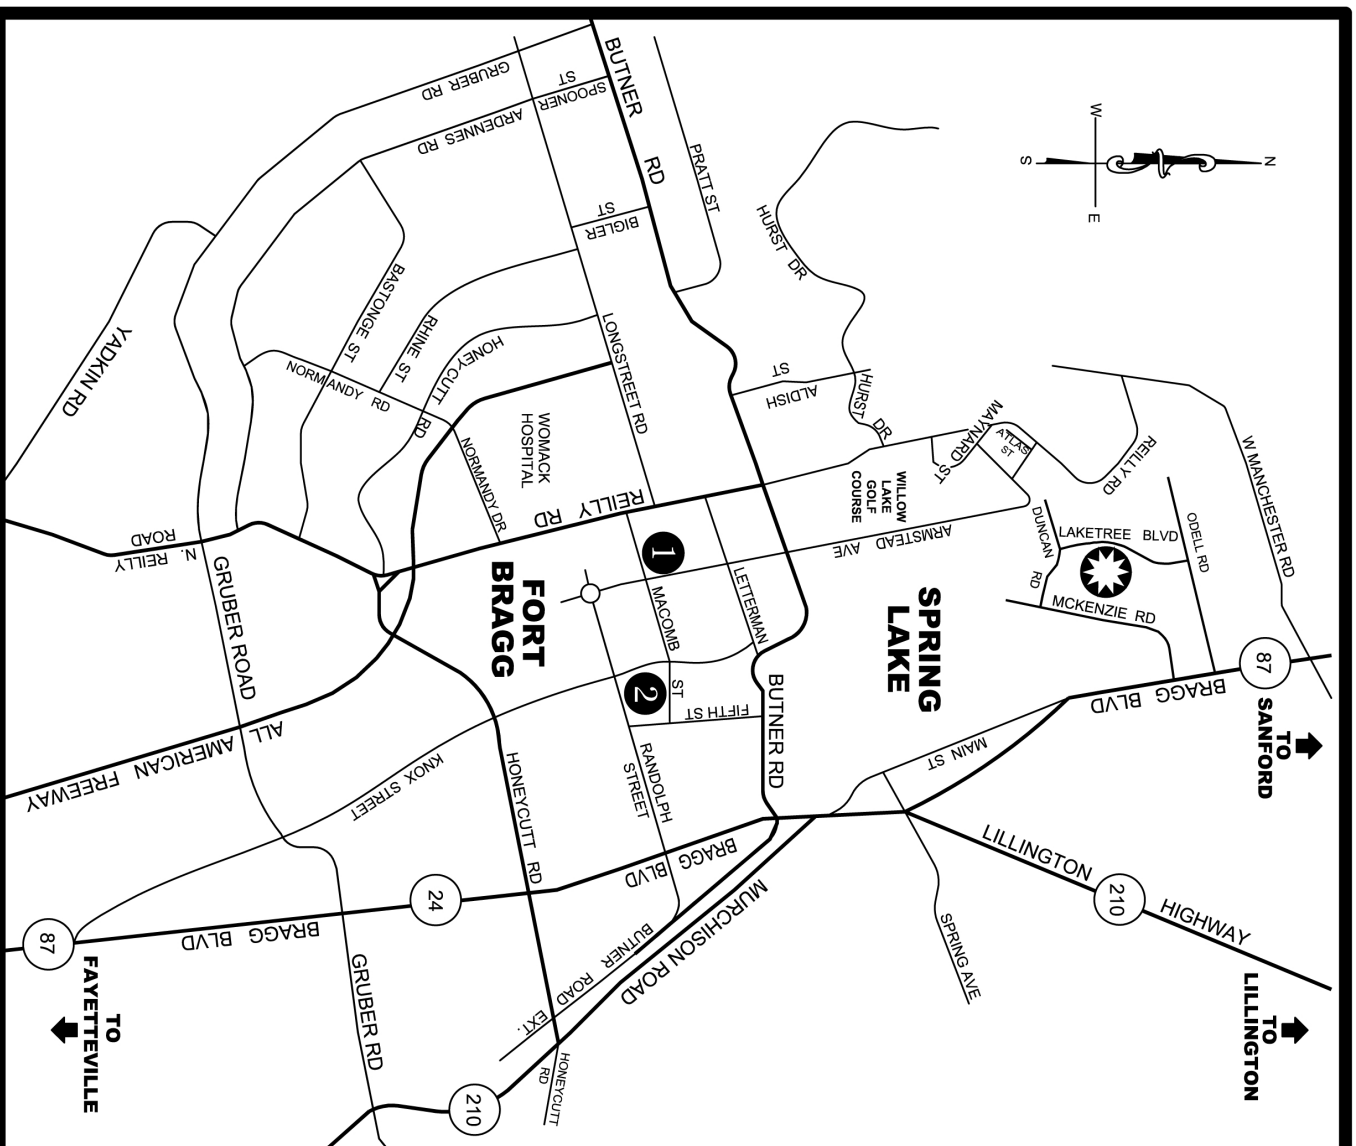 W
N
S
E
BUTNER
RD
GRUBER RD
SPOONER
ST
ARDENNES RD
PRATT ST
HURST DR
BIGLER
ST
BASTONGE ST
RHINE ST
HONEYCUTT
RD
LONGSTREET RD
NORMANDY RD
NORMANDY DR
WOMACK
HOSPITAL
ALDISH
ST
HURST DR
MAYNARD ST
ATLAS
ST
REILLY RD
W MANCHESTER RD
YADKIN RD
WILLOW
LAKE
GOLF
COURSE
REILLY RD
ARMSTEAD AVE
DUNCAN RD
LAKETREE BLVD
ODELL RD
MCKENZIE RD
N. REILLY
ROAD
GRUBER ROAD
FORT
BRAGG
1
MACOMB
ST
LETTERMAN
SPRING
LAKE
2
FIFTH ST
BUTNER RD
87
BRAGG BLVD
TO
SANFORD
ALL AMERICAN FREEWAY
KNOX STREET
HONEYCUTT RD
RANDOLPH
STREET
MAIN ST
BRAGG
BLVD
LILLINGTON
210
HIGHWAY
24
MURCHISON ROAD
SPRING AVE
BUTNER ROAD EXT.
87
BRAGG BLVD
GRUBER RD
TO
FAYETTEVILLE
TO
LILLINGTON
HONEYCUTT
RD
210